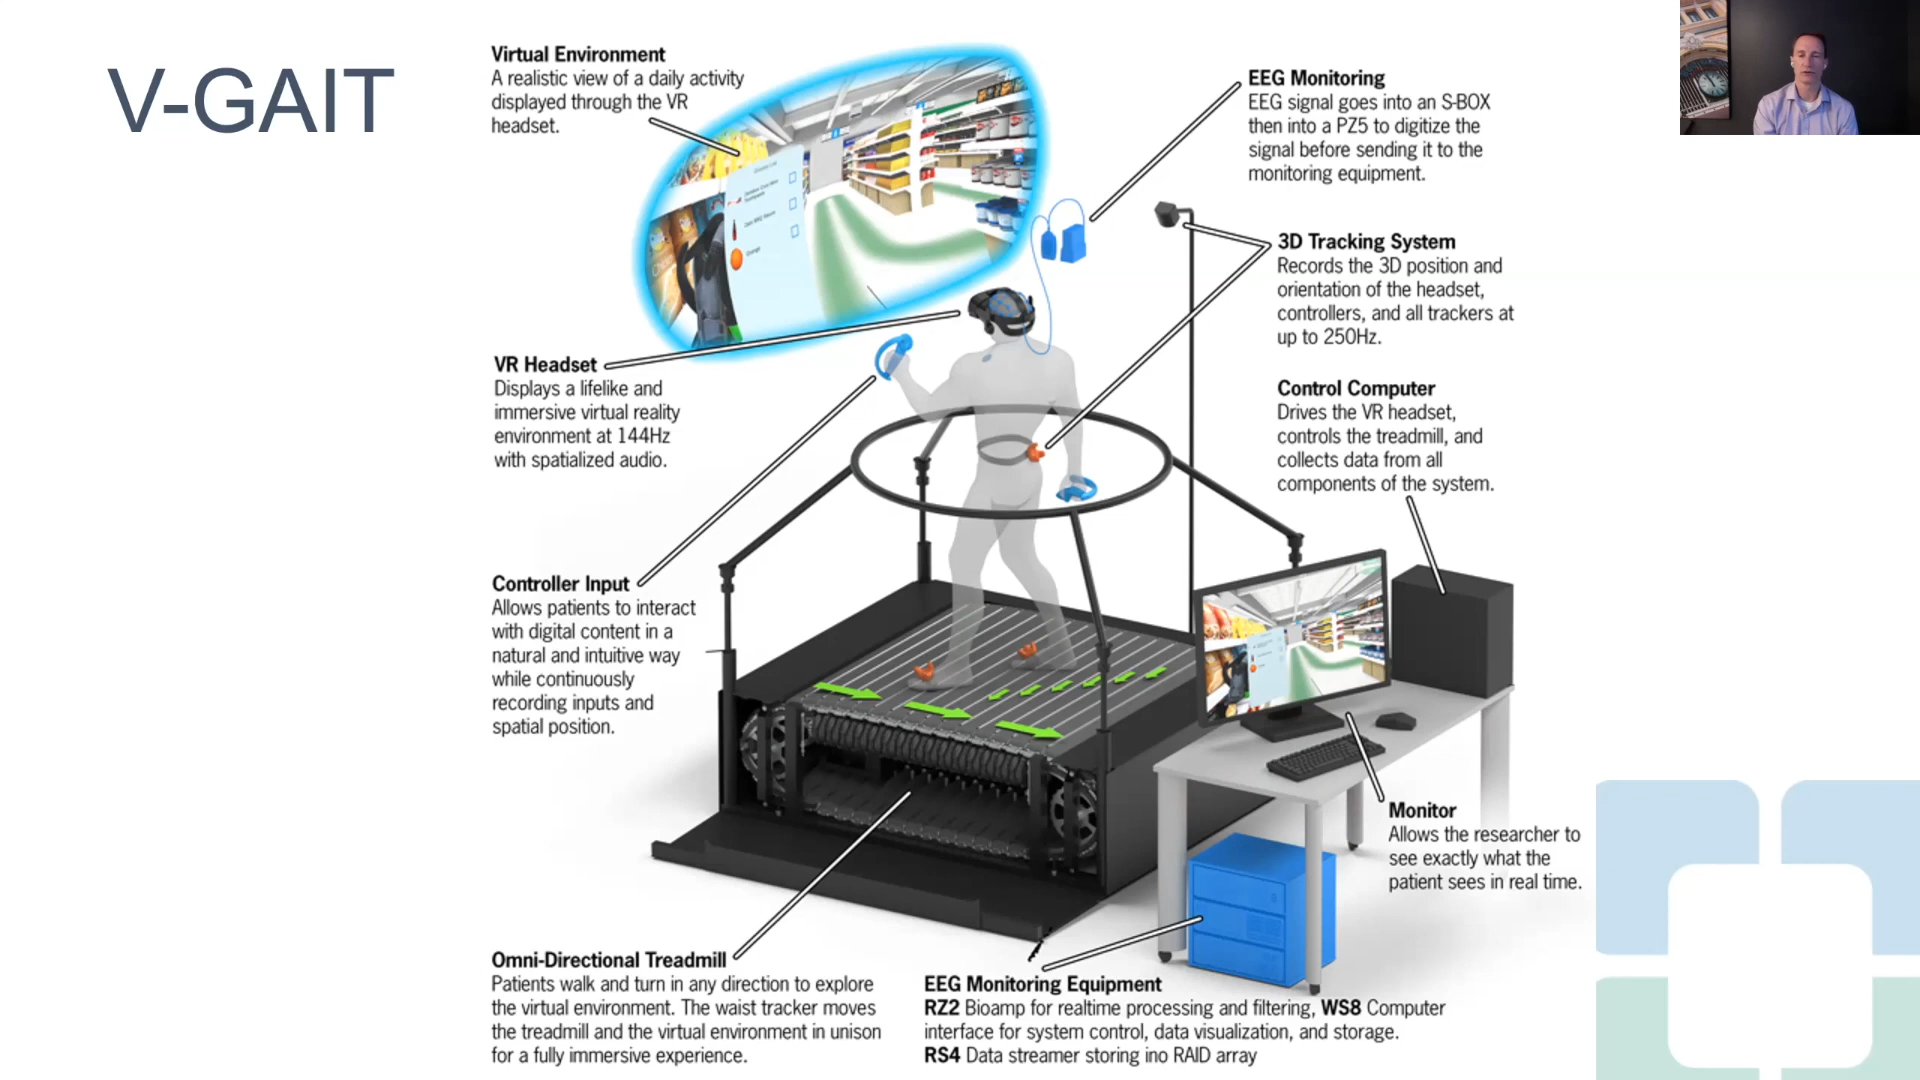 V-GAIT
Virtual Environment
A realistic view of a daily activity
displayed through the VR
headset.
EEG Monitoring
EEG signal goes into an S-BOX
then into a PZ5 to digitize the
signal before sending it to the
monitoring equipment.
3D Tracking System
Records the 3D position and
orientation of the headset,
controllers, and all trackers at
up to 250Hz.
VR Headset
Displays a lifelike and
immersive virtual reality
environment at 144Hz
with spatialized audio.
Control Computer
Drives the VR headset,
controls the treadmill, and
collects data from all
components of the system.
Controller Input
Allows patients to interact
with digital content in a
natural and intuitive way
while continuously
recording inputs and
spatial position.
Monitor
Allows the researcher to
see exactly what the
patient sees in real time.
Omni-Directional Treadmill
Patients walk and turn in any direction to explore
the virtual environment. The waist tracker moves
the treadmill and the virtual environment in unison
for a fully immersive experience.
EEG Monitoring Equipment
RZ2 Bioamp for realtime processing and filtering, WS8 Computer
interface for system control, data visualization, and storage.
RS4 Data streamer storing ino RAID array